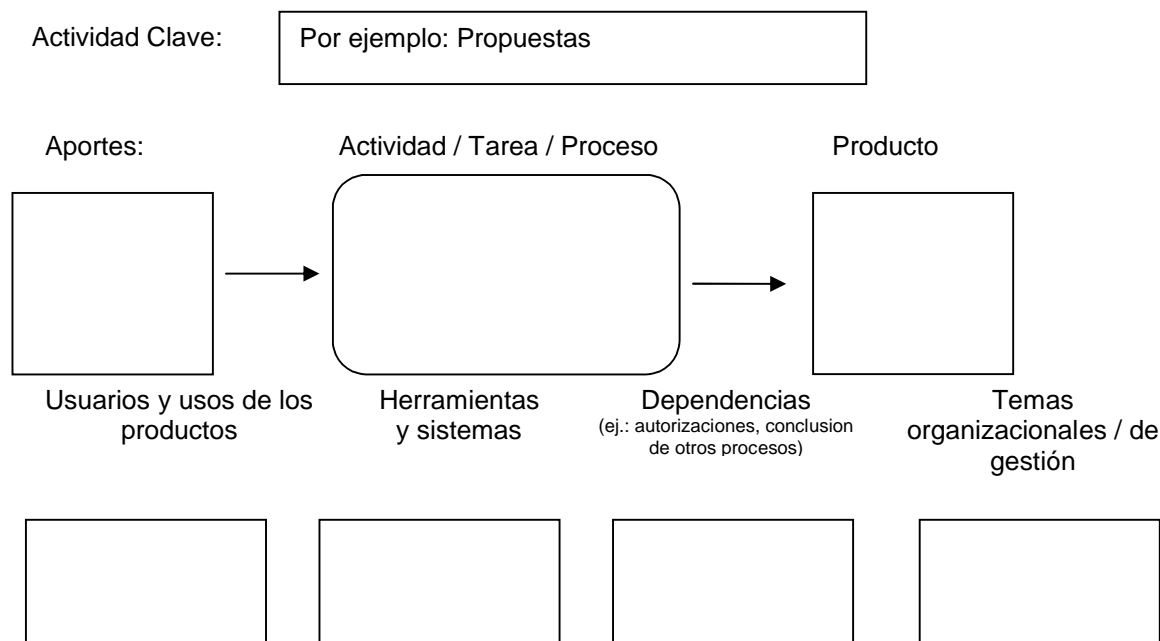 Actividad Clave:
Por ejemplo: Propuestas
Aportes:
Actividad / Tarea / Proceso
Producto
Usuarios y usos de los
productos
Herramientas
y sistemas
Dependencias
(ej.: autorizaciones, conclusion
de otros procesos)
Temas
organizacionales / de
gestión